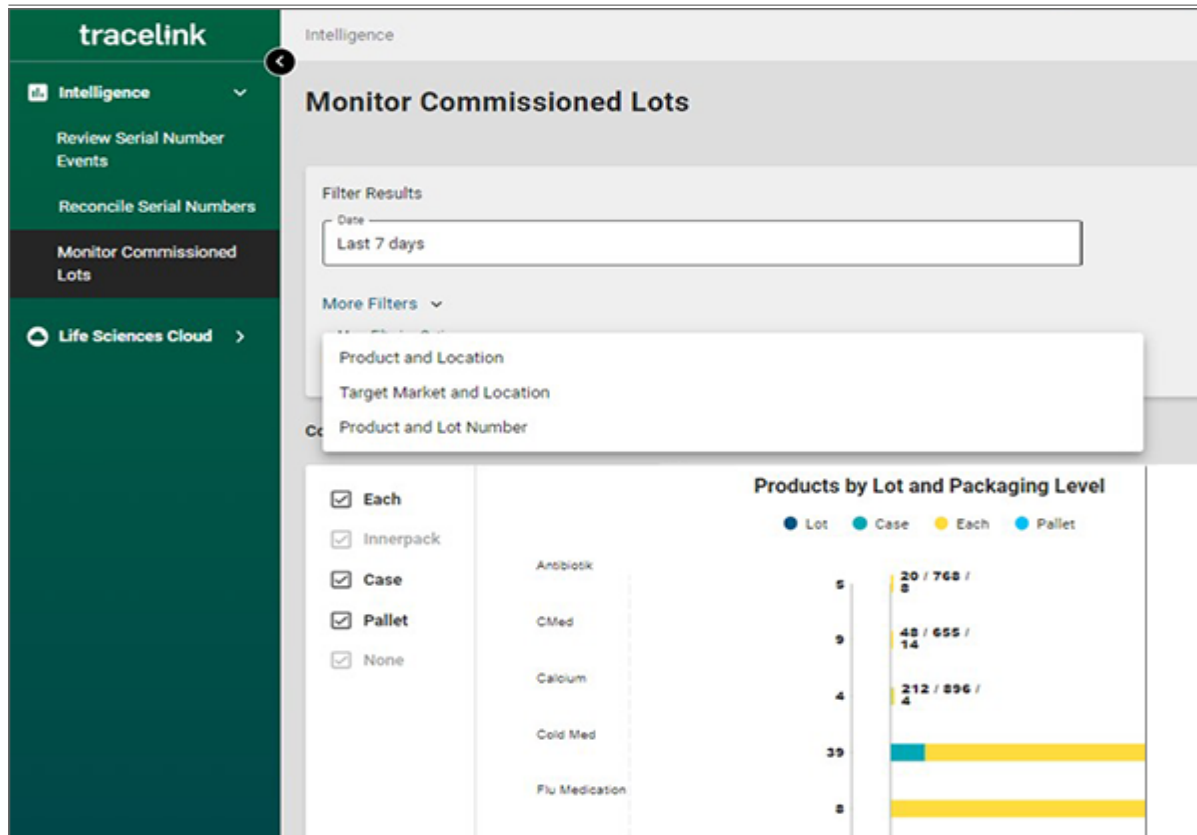 tracelink
Intelligence
Intelligence
Review Serial Number
Events
Reconcile Serial Numbers
Monitor Commissioned
Lots
Life Sciences Cloud
Monitor Commissioned Lots
Filter Results
Date
Last 7 days
More Filters
Product and Location
Target Market and Location
Product and Lot Number
Each
Innerpack
Case
Pallet
None
Products by Lot and Packaging Level
Lot Case Each Pallet
Antibiotik 5 20 / 768 /
8
CMed 9 48 / 655 /
14
Calcium 4 212 / 896 /
4
Cold Med 39
Flu Medication 8